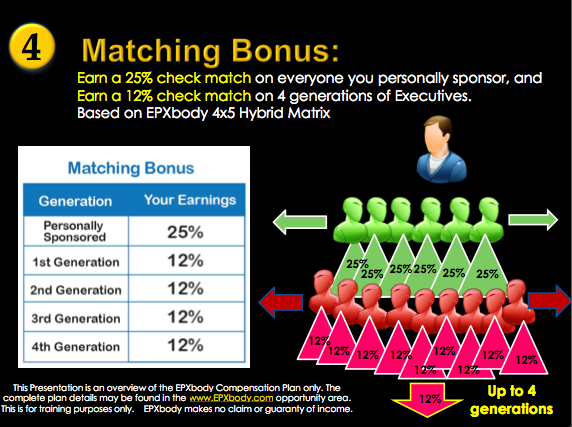 4 Matching Bonus:
Earn a 25% check match on everyone you personally sponsor, and
Earn a 12% check match on 4 generations of Executives.
Based on EPXbody 4x5 Hybrid Matrix
Matching Bonus
Generation Your Earnings
Personally
Sponsored 25%
1st Generation 12%
2nd Generation 12%
3rd Generation 12%
4th Generation 12%
25% 25% 25% 25% 25% 25%
12% 12% 12% 12% 12% 12% 12% 12% 12%
12%
Up to 4
generations
This Presentation is an overview of the EPXbody Compensation Plan only. The
complete plan details may be found in the www.EPXbody.com opportunity area.
This is for training purposes only. EPXbody makes no claim or guaranty of income.